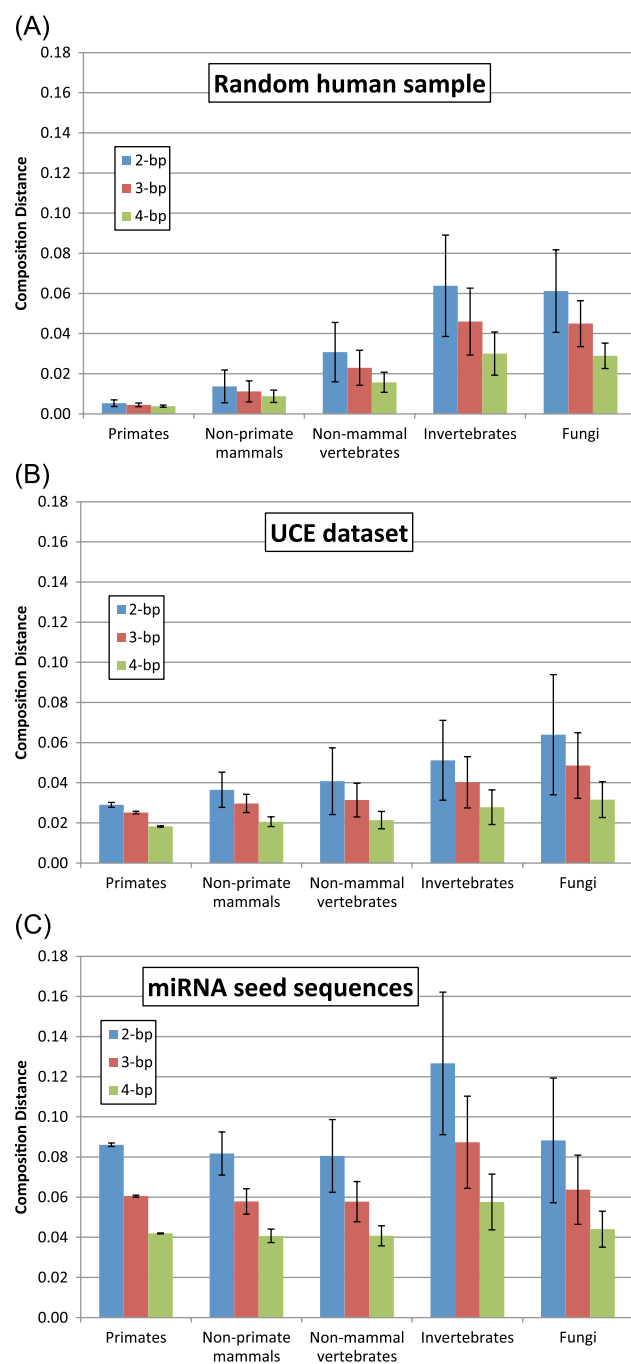 (A)
Random human sample
Composition Distance
0.18
0.16
0.14
0.12
0.10
0.08
0.06
0.04
0.02
0.00
2-bp
3-bp
4-bp
Primates
Non-primate
mammals
Non-mammal
vertebrates
Invertebrates
Fungi
(B)
UCE dataset
Composition Distance
0.18
0.16
0.14
0.12
0.10
0.08
0.06
0.04
0.02
0.00
2-bp
3-bp
4-bp
Primates
Non-primate
mammals
Non-mammal
vertebrates
Invertebrates
Fungi
(C)
miRNA seed sequences
Composition Distance
0.18
0.16
0.14
0.12
0.10
0.08
0.06
0.04
0.02
0.00
2-bp
3-bp
4-bp
Primates
Non-primate
mammals
Non-mammal
vertebrates
Invertebrates
Fungi